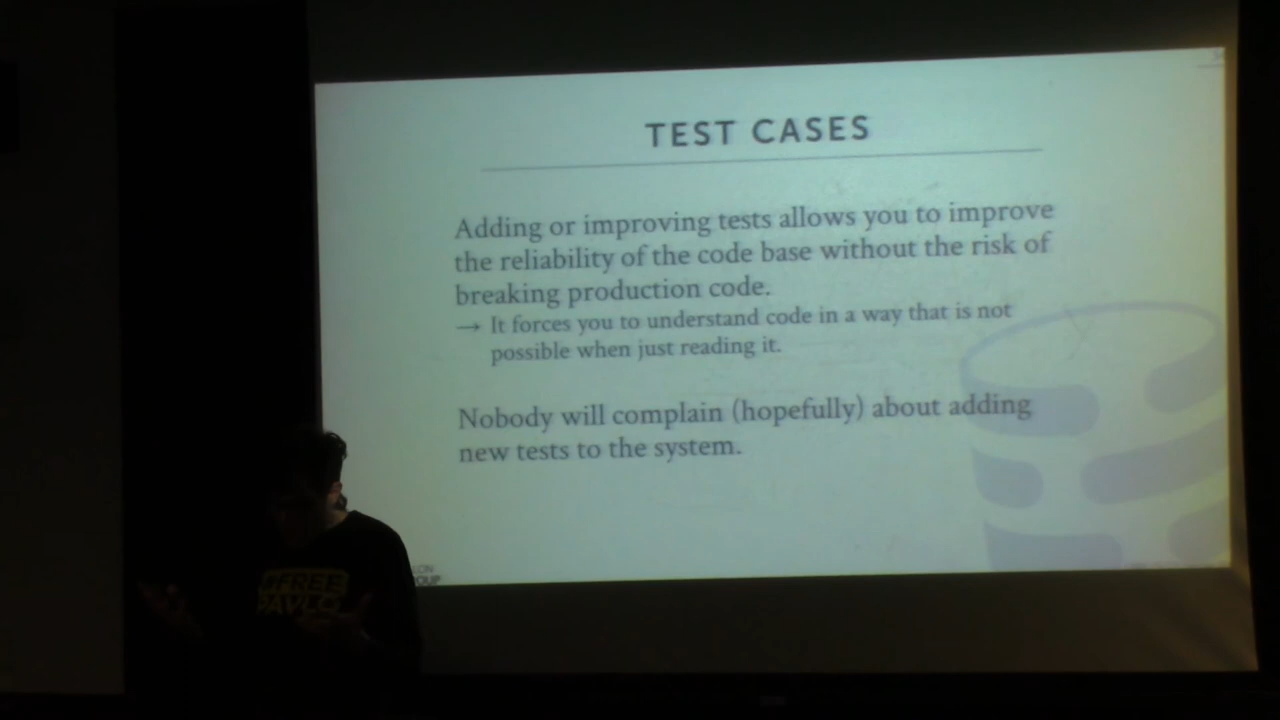 TEST CASES
Adding or improving tests allows you to improve
the reliability of the code base without the risk of
breaking production code.
→ It forces you to understand code in a way that is not
possible when just reading it.
Nobody will complain (hopefully) about adding
new tests to the system.
#FREE
PAVLO